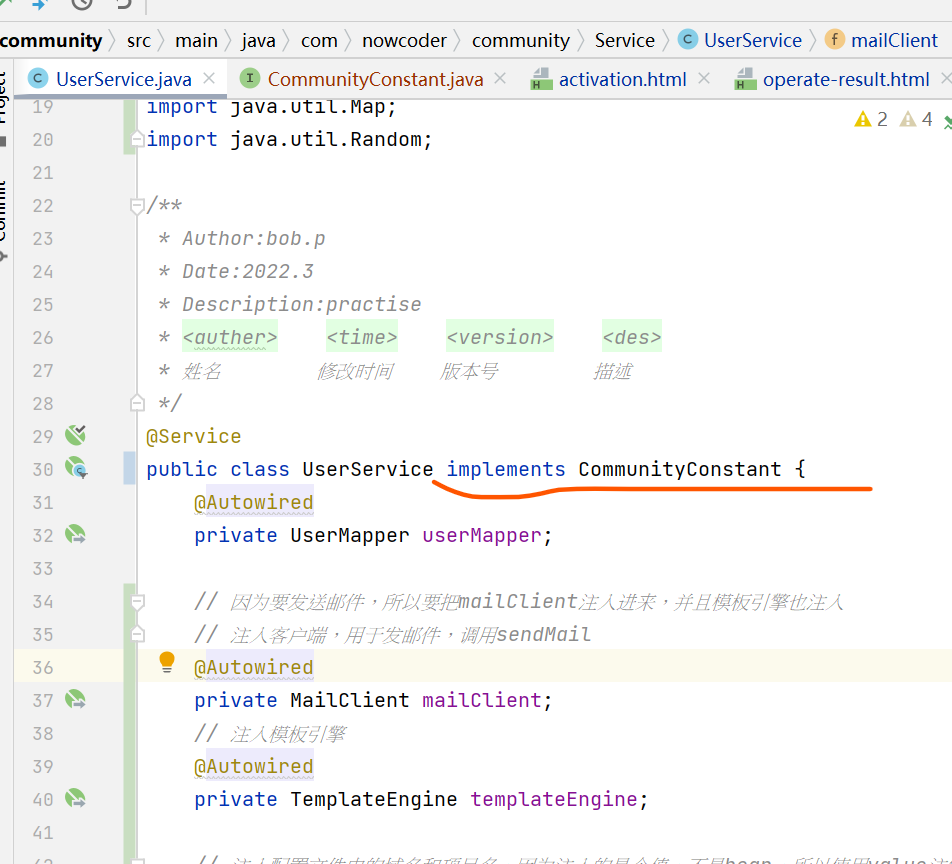 community > src > main > java > com > nowcoder > community > Service > UserService > mailClient
UserService.java CommunityConstant.java activation.html operate-result.html
Project
Commit
2 4
19 import java.util.Map;
20 import java.util.Random;
21
22 /**
23 * Author:bob.p
24 * Date:2022.3
25 * Description:practise
26 * <auther> <time> <version> <des>
27 * 姓名 修改时间 版本号 描述
28 */
29 @Service
30 public class UserService implements CommunityConstant {
31 @Autowired
32 private UserMapper userMapper;
33
34 // 因为要发送邮件，所以要把mailClient注入进来，并且模板引擎也注入
35 // 注入客户端，用于发邮件，调用sendMail
36 @Autowired
37 private MailClient mailClient;
38 // 注入模板引擎
39 @Autowired
40 private TemplateEngine templateEngine;
41